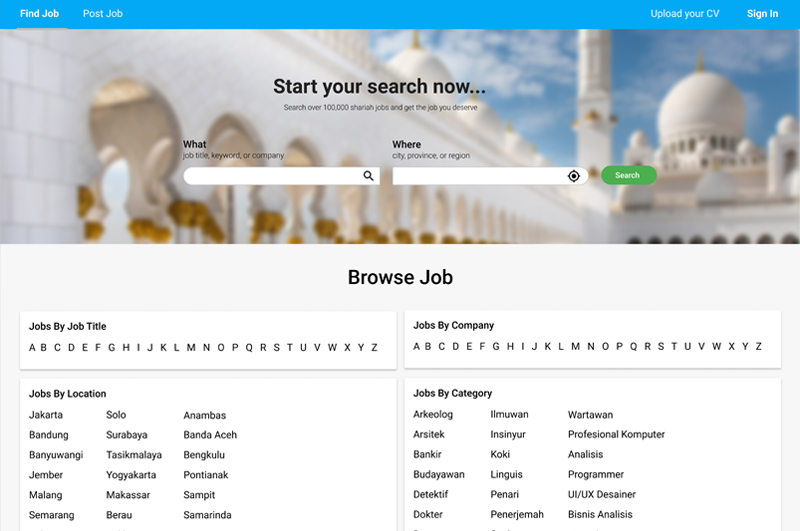 Find Job Post Job Upload your CV Sign In
Start your search now...
Search over 100,000 shariah jobs and get the job you deserve
What
job title, keyword, or company
Where
city, province, or region
Search
Browse Job
Jobs By Job Title
A B C D E F G H I J K L M N O P Q R S T U V W X Y Z
Jobs By Company
A B C D E F G H I J K L M N O P Q R S T U V W X Y Z
Jobs By Location
Jakarta Solo Anambas
Bandung Surabaya Banda Aceh
Banyuwangi Tasikmalaya Bengkulu
Jember Yogyakarta Pontianak
Malang Makassar Sampit
Semarang Berau Samarinda
Jobs By Category
Arkeolog Ilmuwan Wartawan
Arsitek Insinyur Profesional Komputer
Bankir Koki Analisis
Budayawan Linguis Programmer
Detektif Penari UI/UX Desainer
Dokter Penerjemah Bisnis Analisis